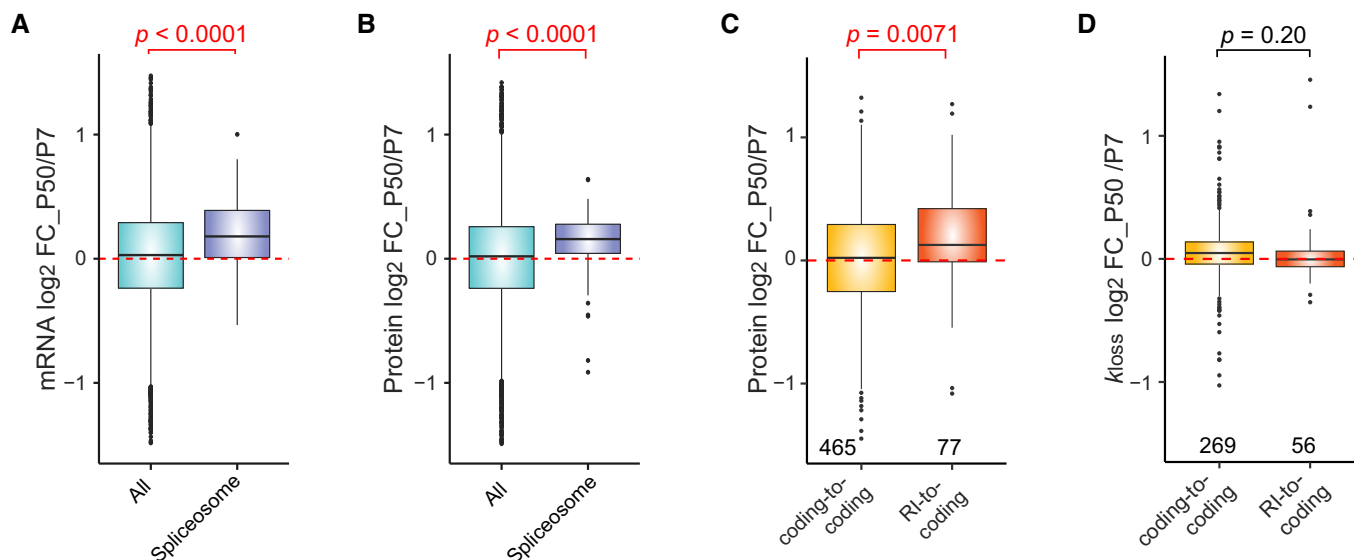 A
p < 0.0001
mRNA log2 FC_P50/P7
1
0
−1
All
Spliceosome
B
p < 0.0001
Protein log2 FC_P50/P7
1
0
−1
All
Spliceosome
C
p = 0.0071
Protein log2 FC_P50/P7
1
0
−1
465
77
coding-to-
coding
RI-to-
coding
D
p = 0.20
kloss log2 FC_P50 /P7
1
0
−1
269
56
coding-to-
coding
RI-to-
coding